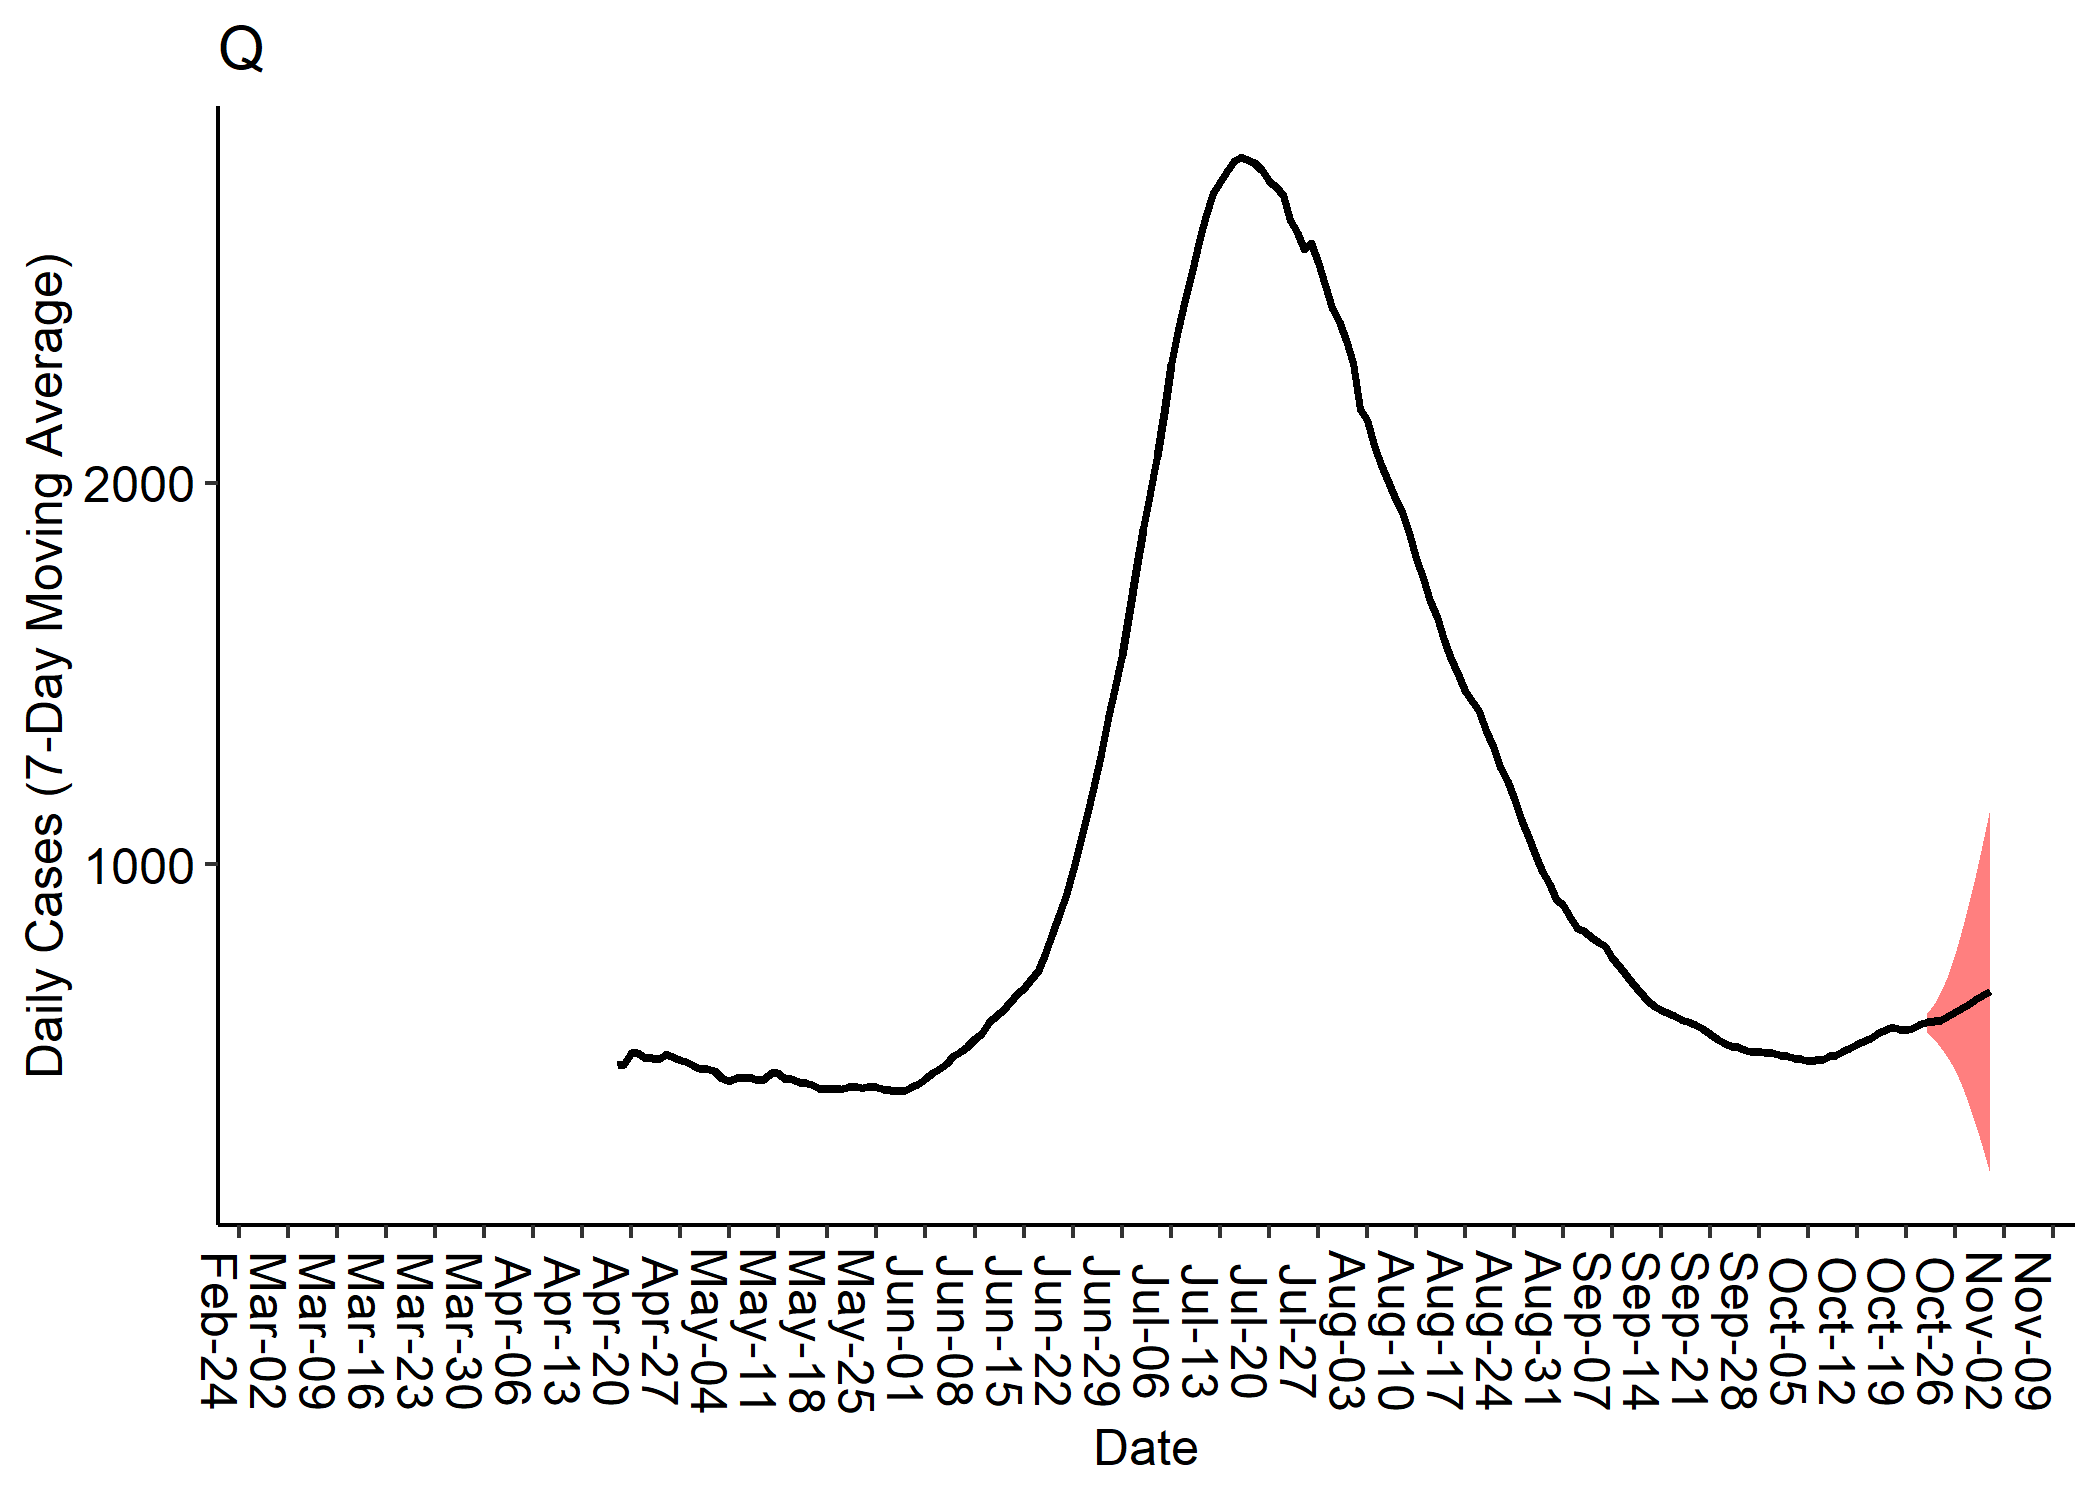 Q
Daily Cases (7-Day Moving Average)
2000
1000
Feb-24
Mar-02
Mar-09
Mar-16
Mar-23
Mar-30
Apr-06
Apr-13
Apr-20
Apr-27
May-04
May-11
May-18
May-25
Jun-01
Jun-08
Jun-15
Jun-22
Jun-29
Jul-06
Jul-13
Jul-20
Jul-27
Aug-03
Aug-10
Aug-17
Aug-24
Aug-31
Sep-07
Sep-14
Sep-21
Sep-28
Oct-05
Oct-12
Oct-19
Oct-26
Nov-02
Nov-09
Date